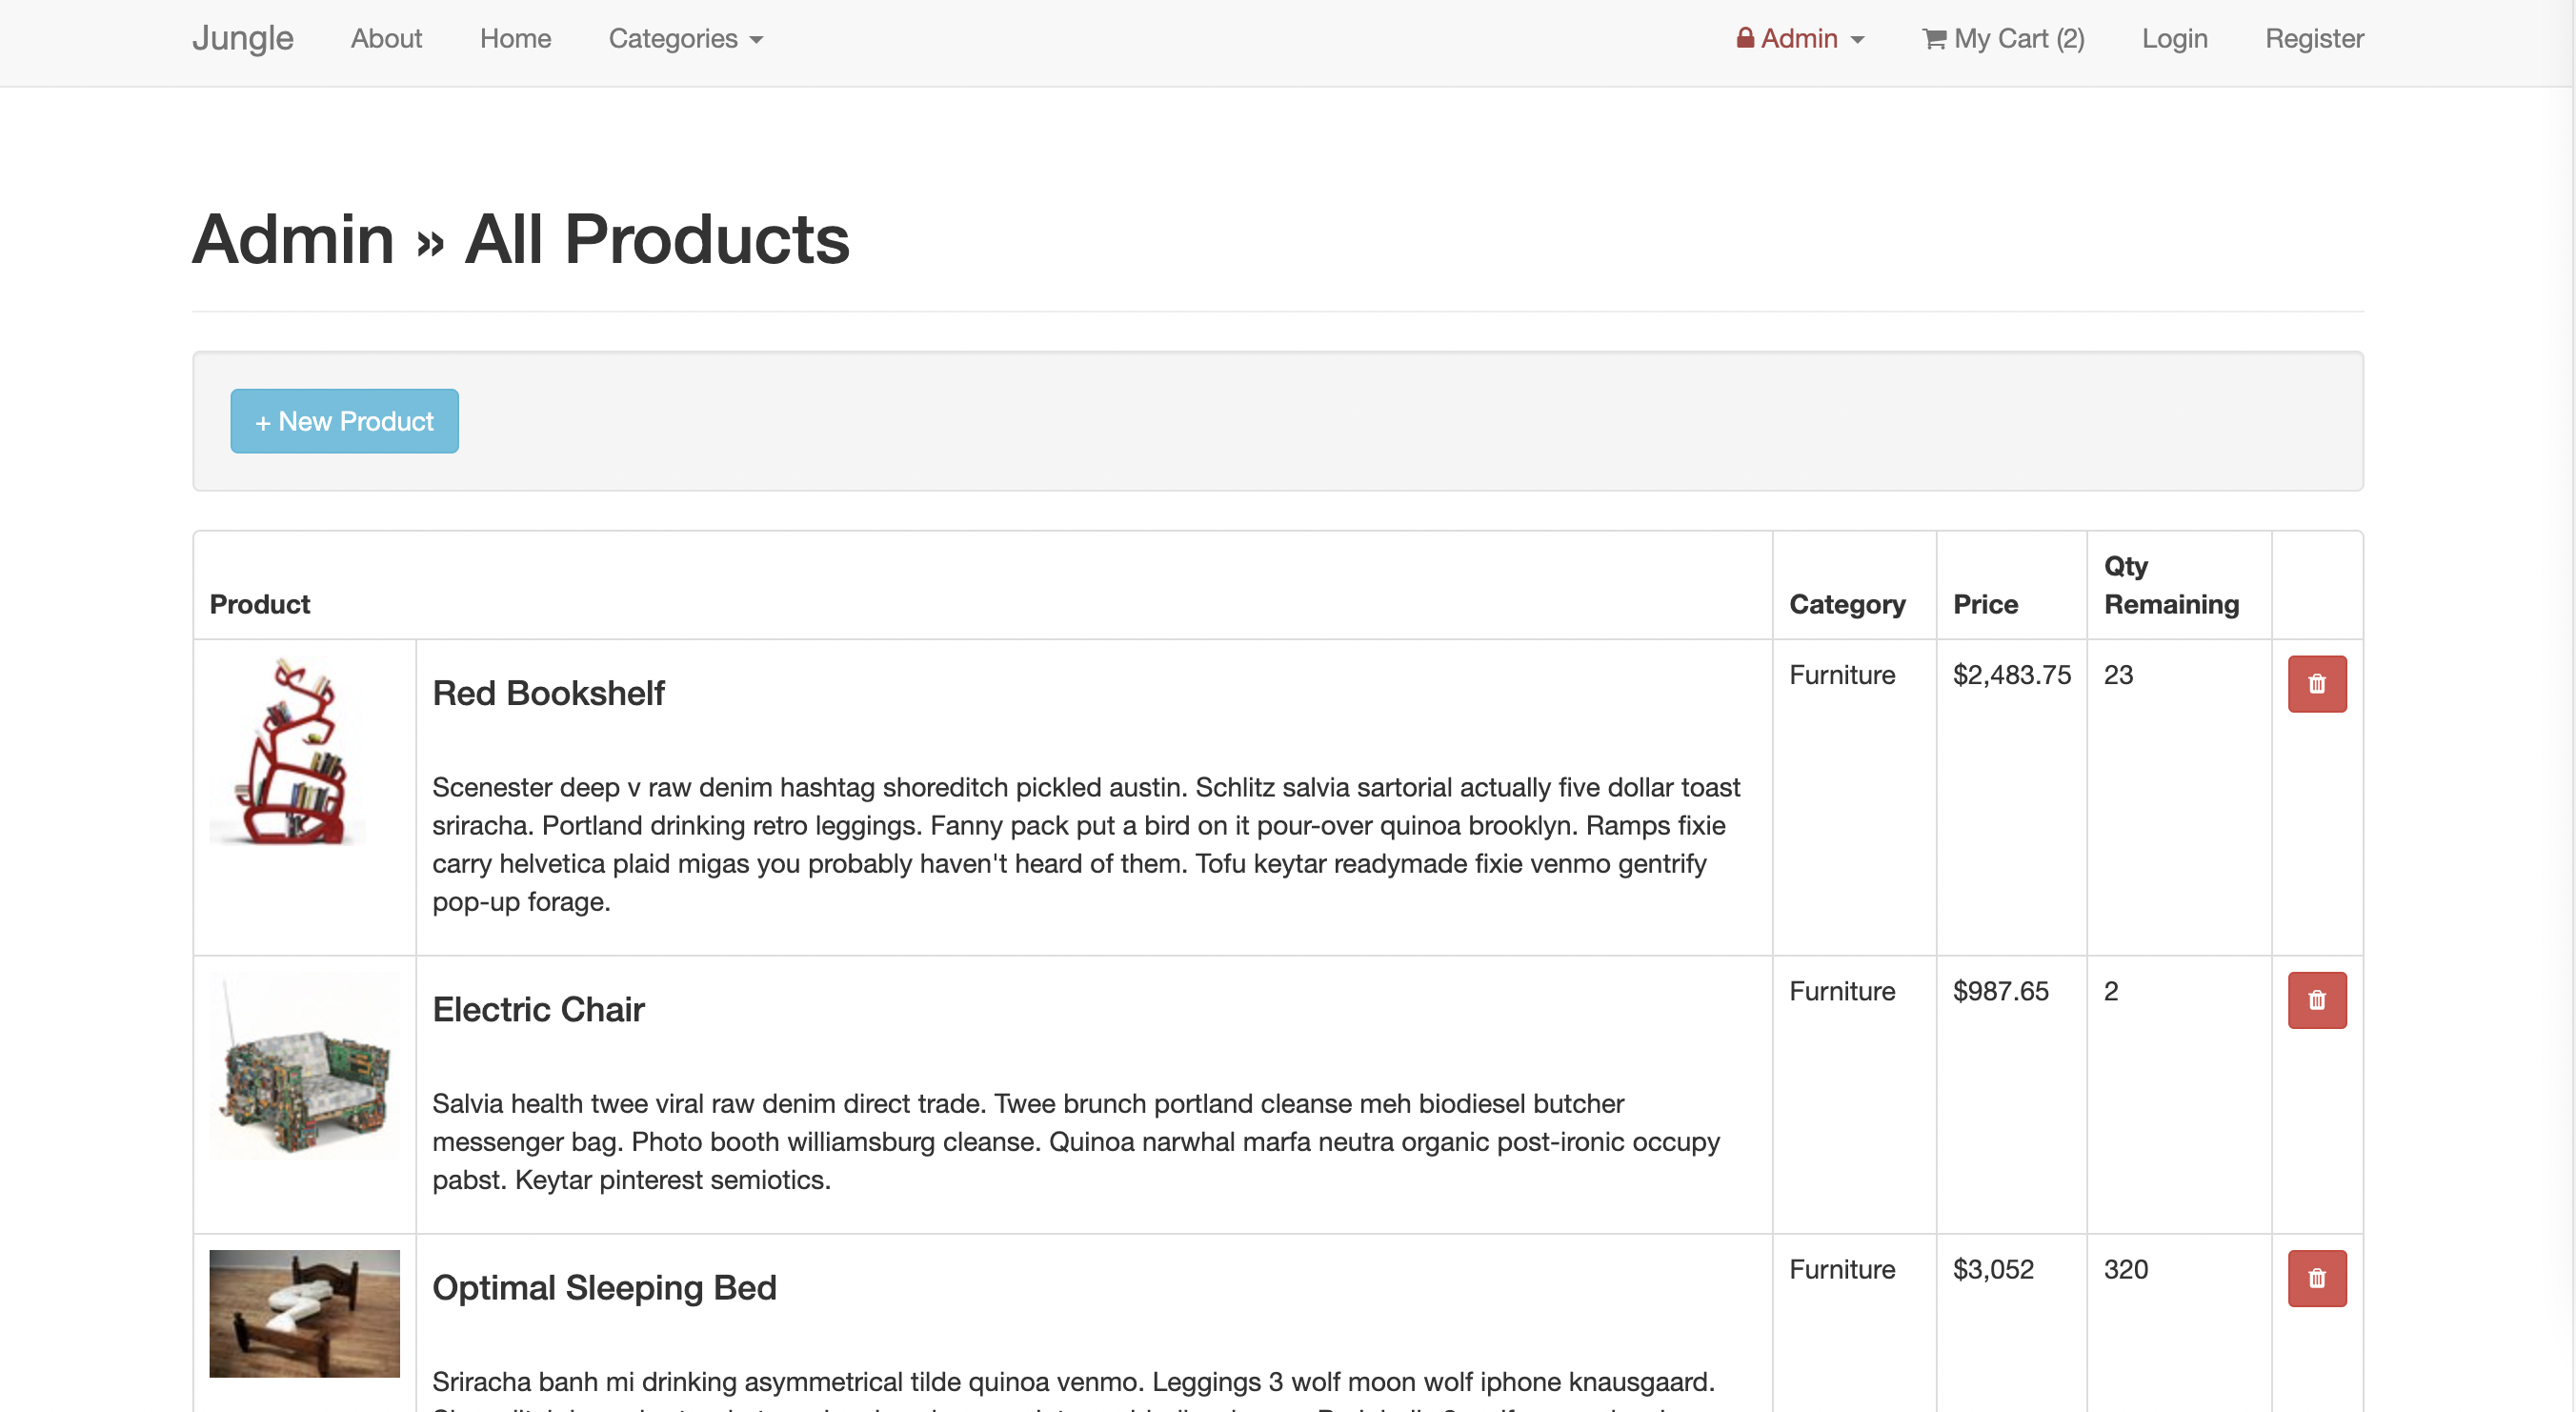 Jungle About Home Categories Admin My Cart (2) Login Register
Admin » All Products
+ New Product
Product Category Price Qty Remaining
Red Bookshelf Furniture $2,483.75 23
Scenester deep v raw denim hashtag shoreditch pickled austin. Schlitz salvia sartorial actually five dollar toast
sriracha. Portland drinking retro leggings. Fanny pack put a bird on it pour-over quinoa brooklyn. Ramps fixie
carry helvetica plaid migas you probably haven't heard of them. Tofu keytar readymade fixie venmo gentrify
pop-up forage.
Electric Chair Furniture $987.65 2
Salvia health twee viral raw denim direct trade. Twee brunch portland cleanse meh biodiesel butcher
messenger bag. Photo booth williamsburg cleanse. Quinoa narwhal marfa neutra organic post-ironic occupy
pabst. Keytar pinterest semiotics.
Optimal Sleeping Bed Furniture $3,052 320
Sriracha banh mi drinking asymmetrical tilde quinoa venmo. Leggings 3 wolf moon wolf iphone knausgaard.